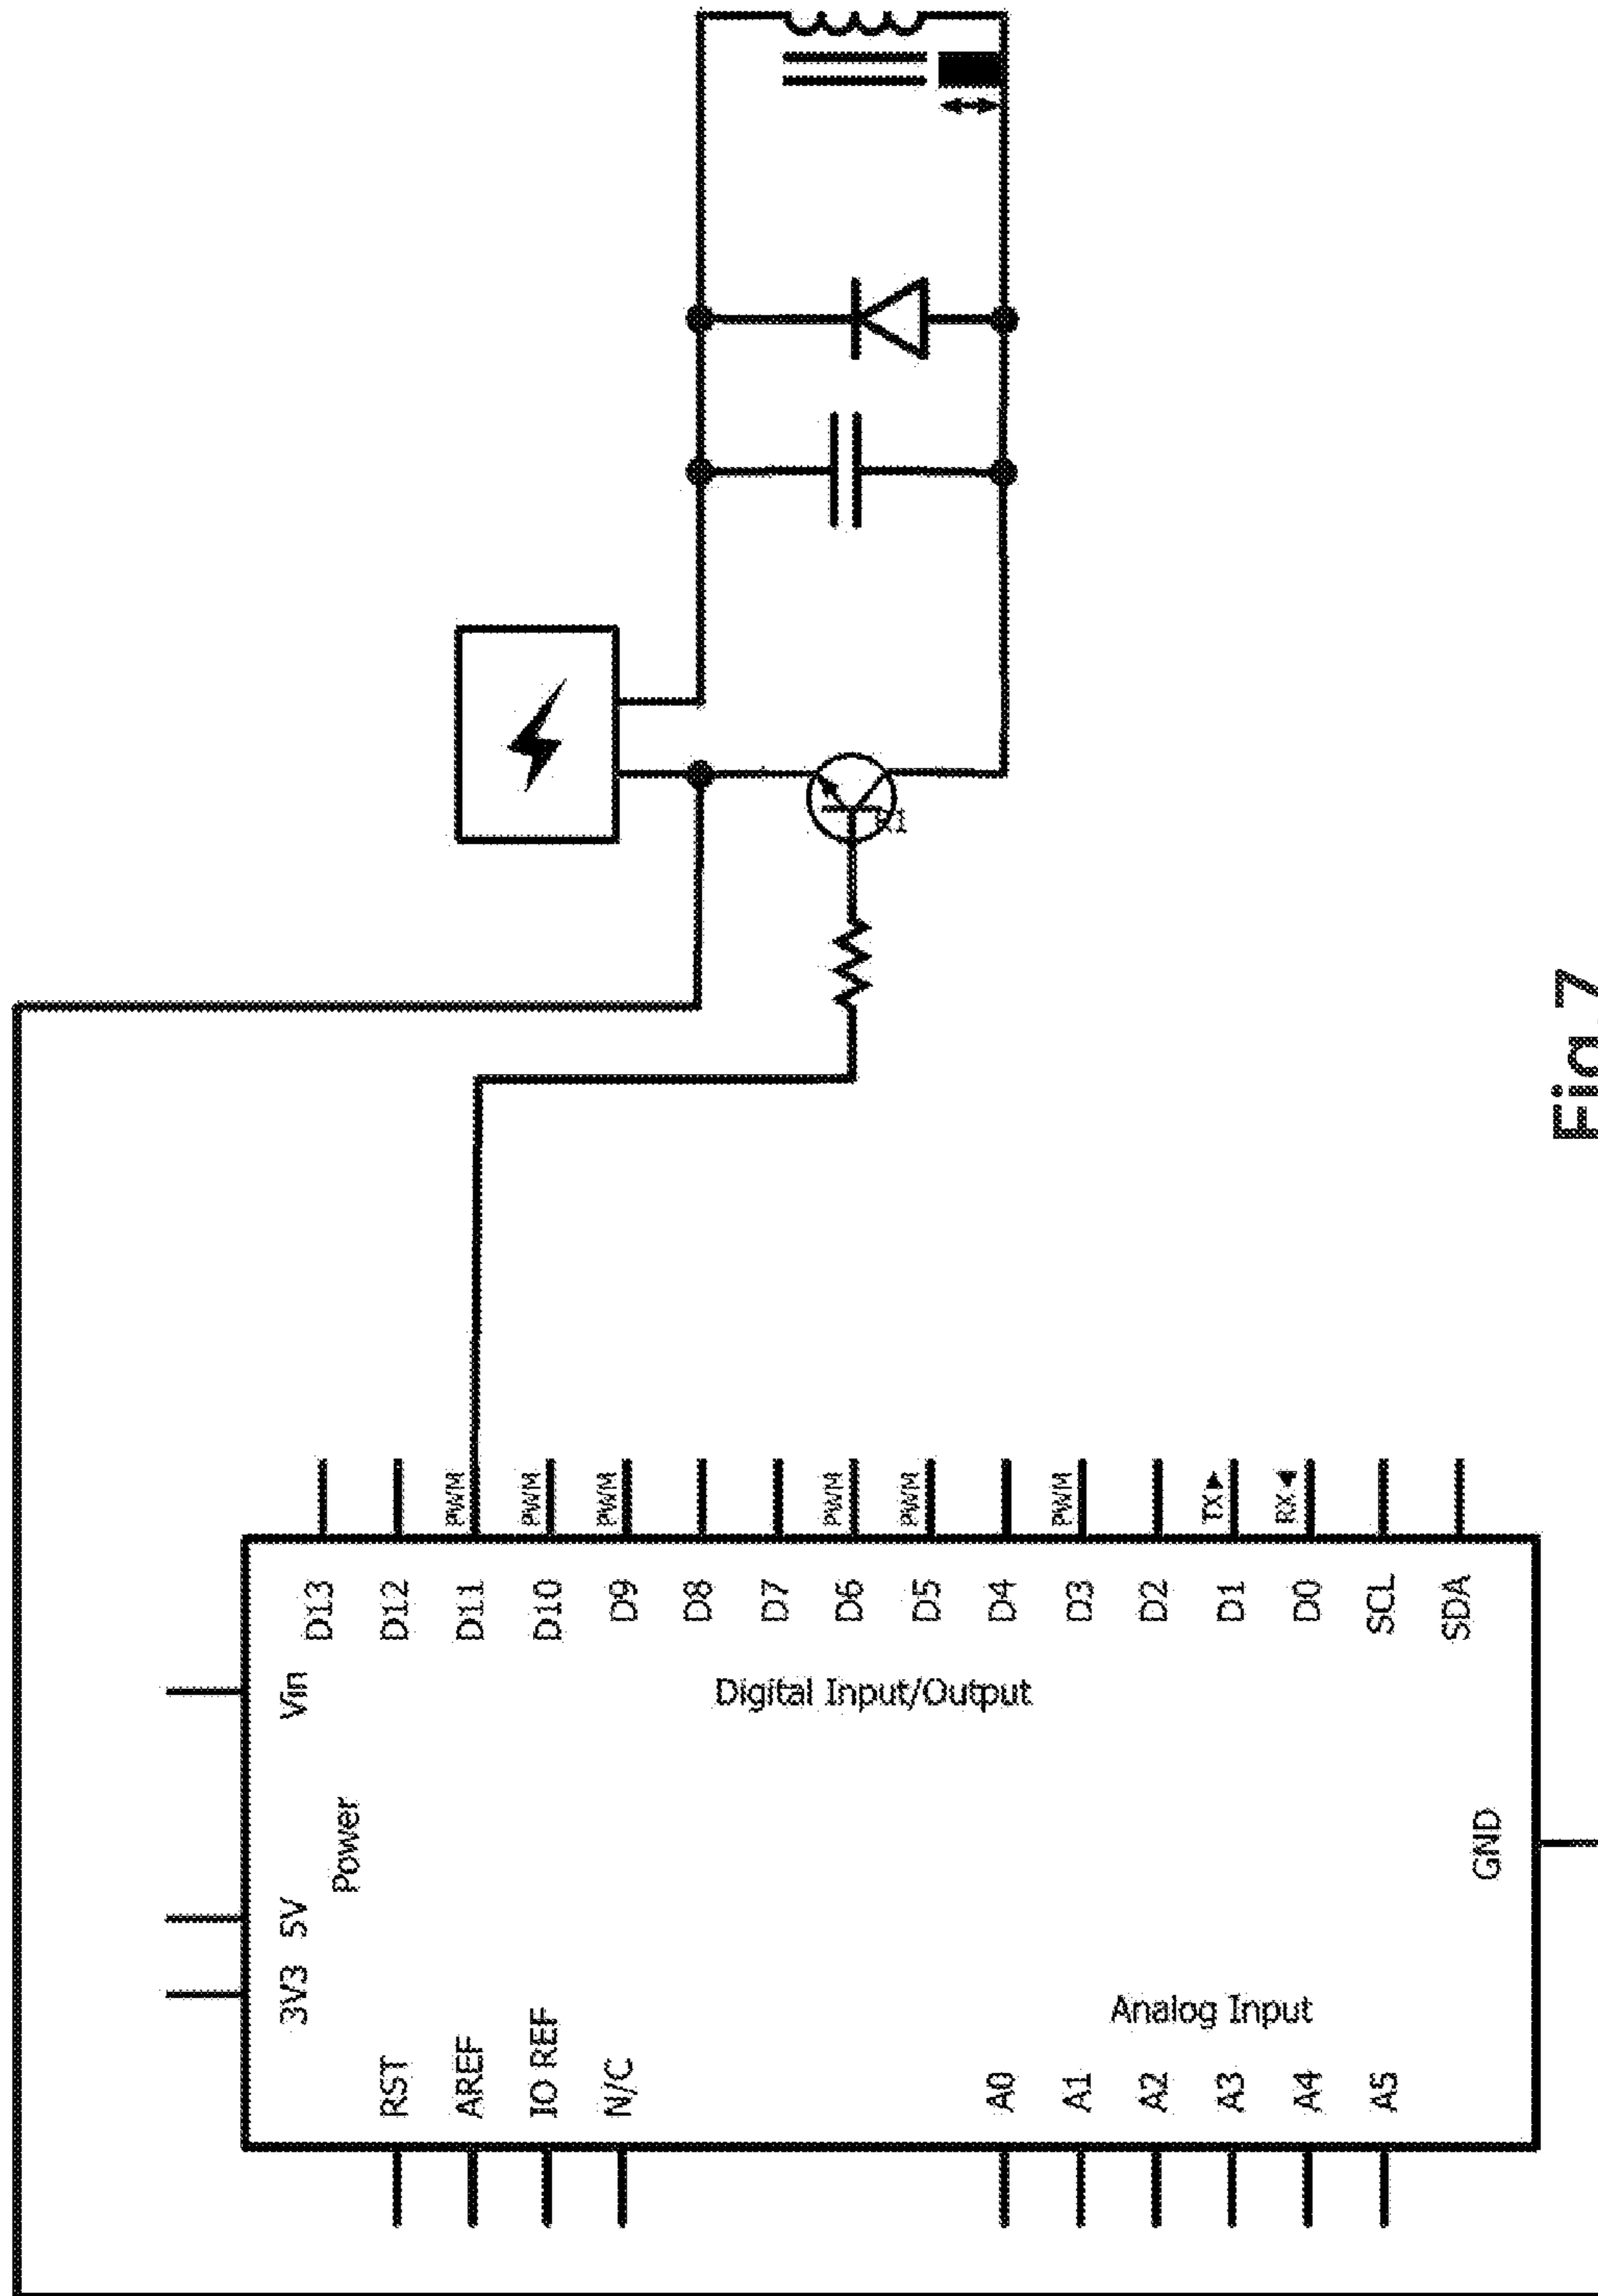 3V3
5V
Vin
Power
RST
AREF
IO REF
N/C
A0
A1
A2
A3
A4
A5
Analog Input
GND
Digital Input/Output
D13
D12
D11
D10
D9
D8
D7
D6
D5
D4
D3
D2
D1
D0
SCL
SDA
PWM
PWM
PWM
PWM
PWM
PWM
TX▶
RX◀
R1
Fig.7